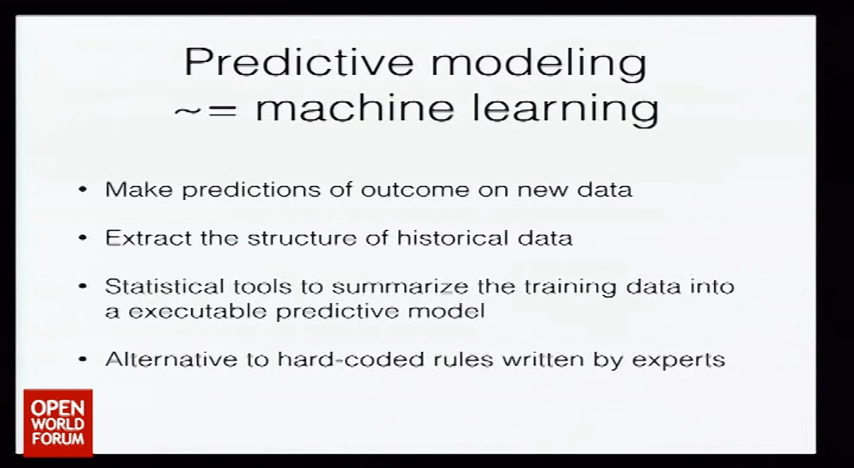 Predictive modeling
~= machine learning
• Make predictions of outcome on new data
• Extract the structure of historical data
• Statistical tools to summarize the training data into
a executable predictive model
• Alternative to hard-coded rules written by experts
OPEN
WORLD
FORUM